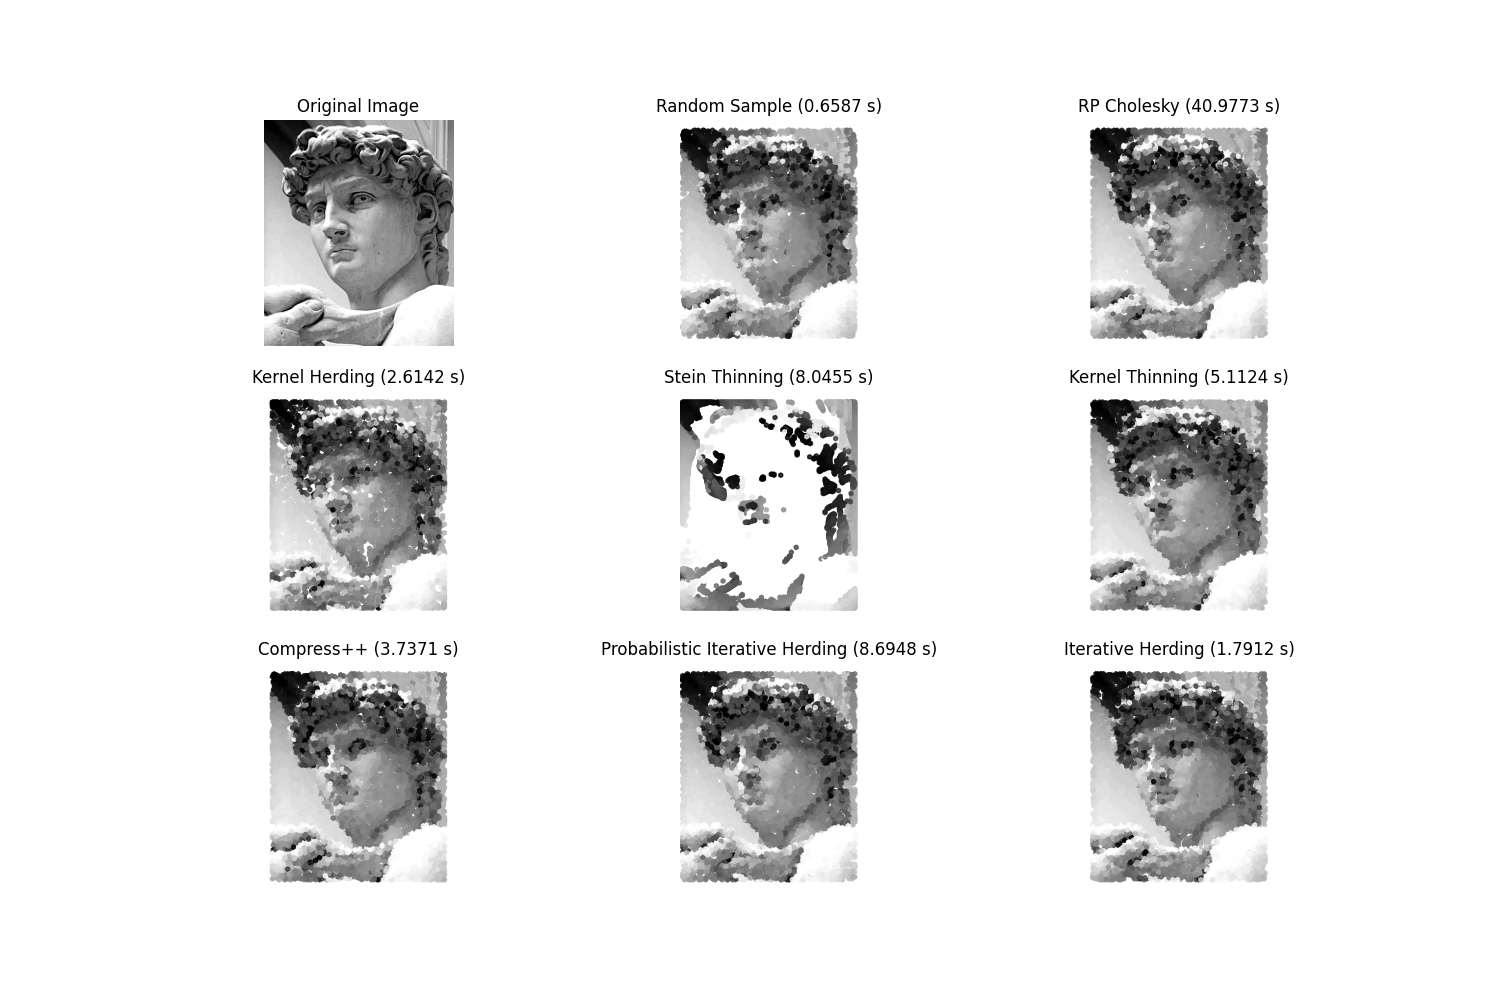 Original Image
Random Sample (0.6587 s)
RP Cholesky (40.9773 s)
Kernel Herding (2.6142 s)
Stein Thinning (8.0455 s)
Kernel Thinning (5.1124 s)
Compress++ (3.7371 s)
Probabilistic Iterative Herding (8.6948 s)
Iterative Herding (1.7912 s)